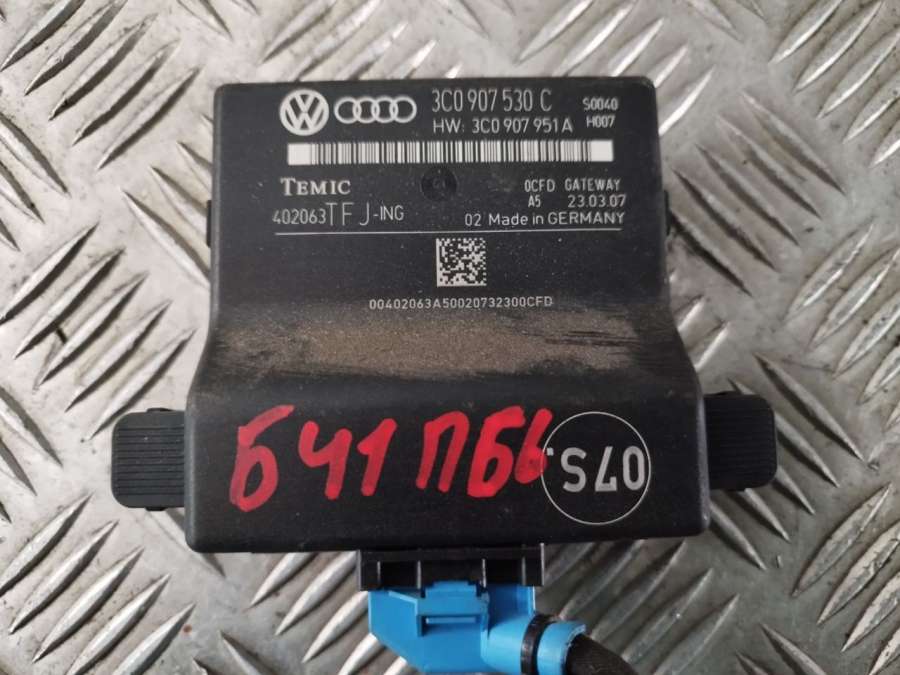 3C0 907 530 C S0040
HW: 3C0 907 951 A H007
TEMIC 0CFD GATEWAY
A5 23.03.07
402063TFJ-ING 02 Made in GERMANY
00402063A50020732300CFD
Б41 ПБ6
07S.